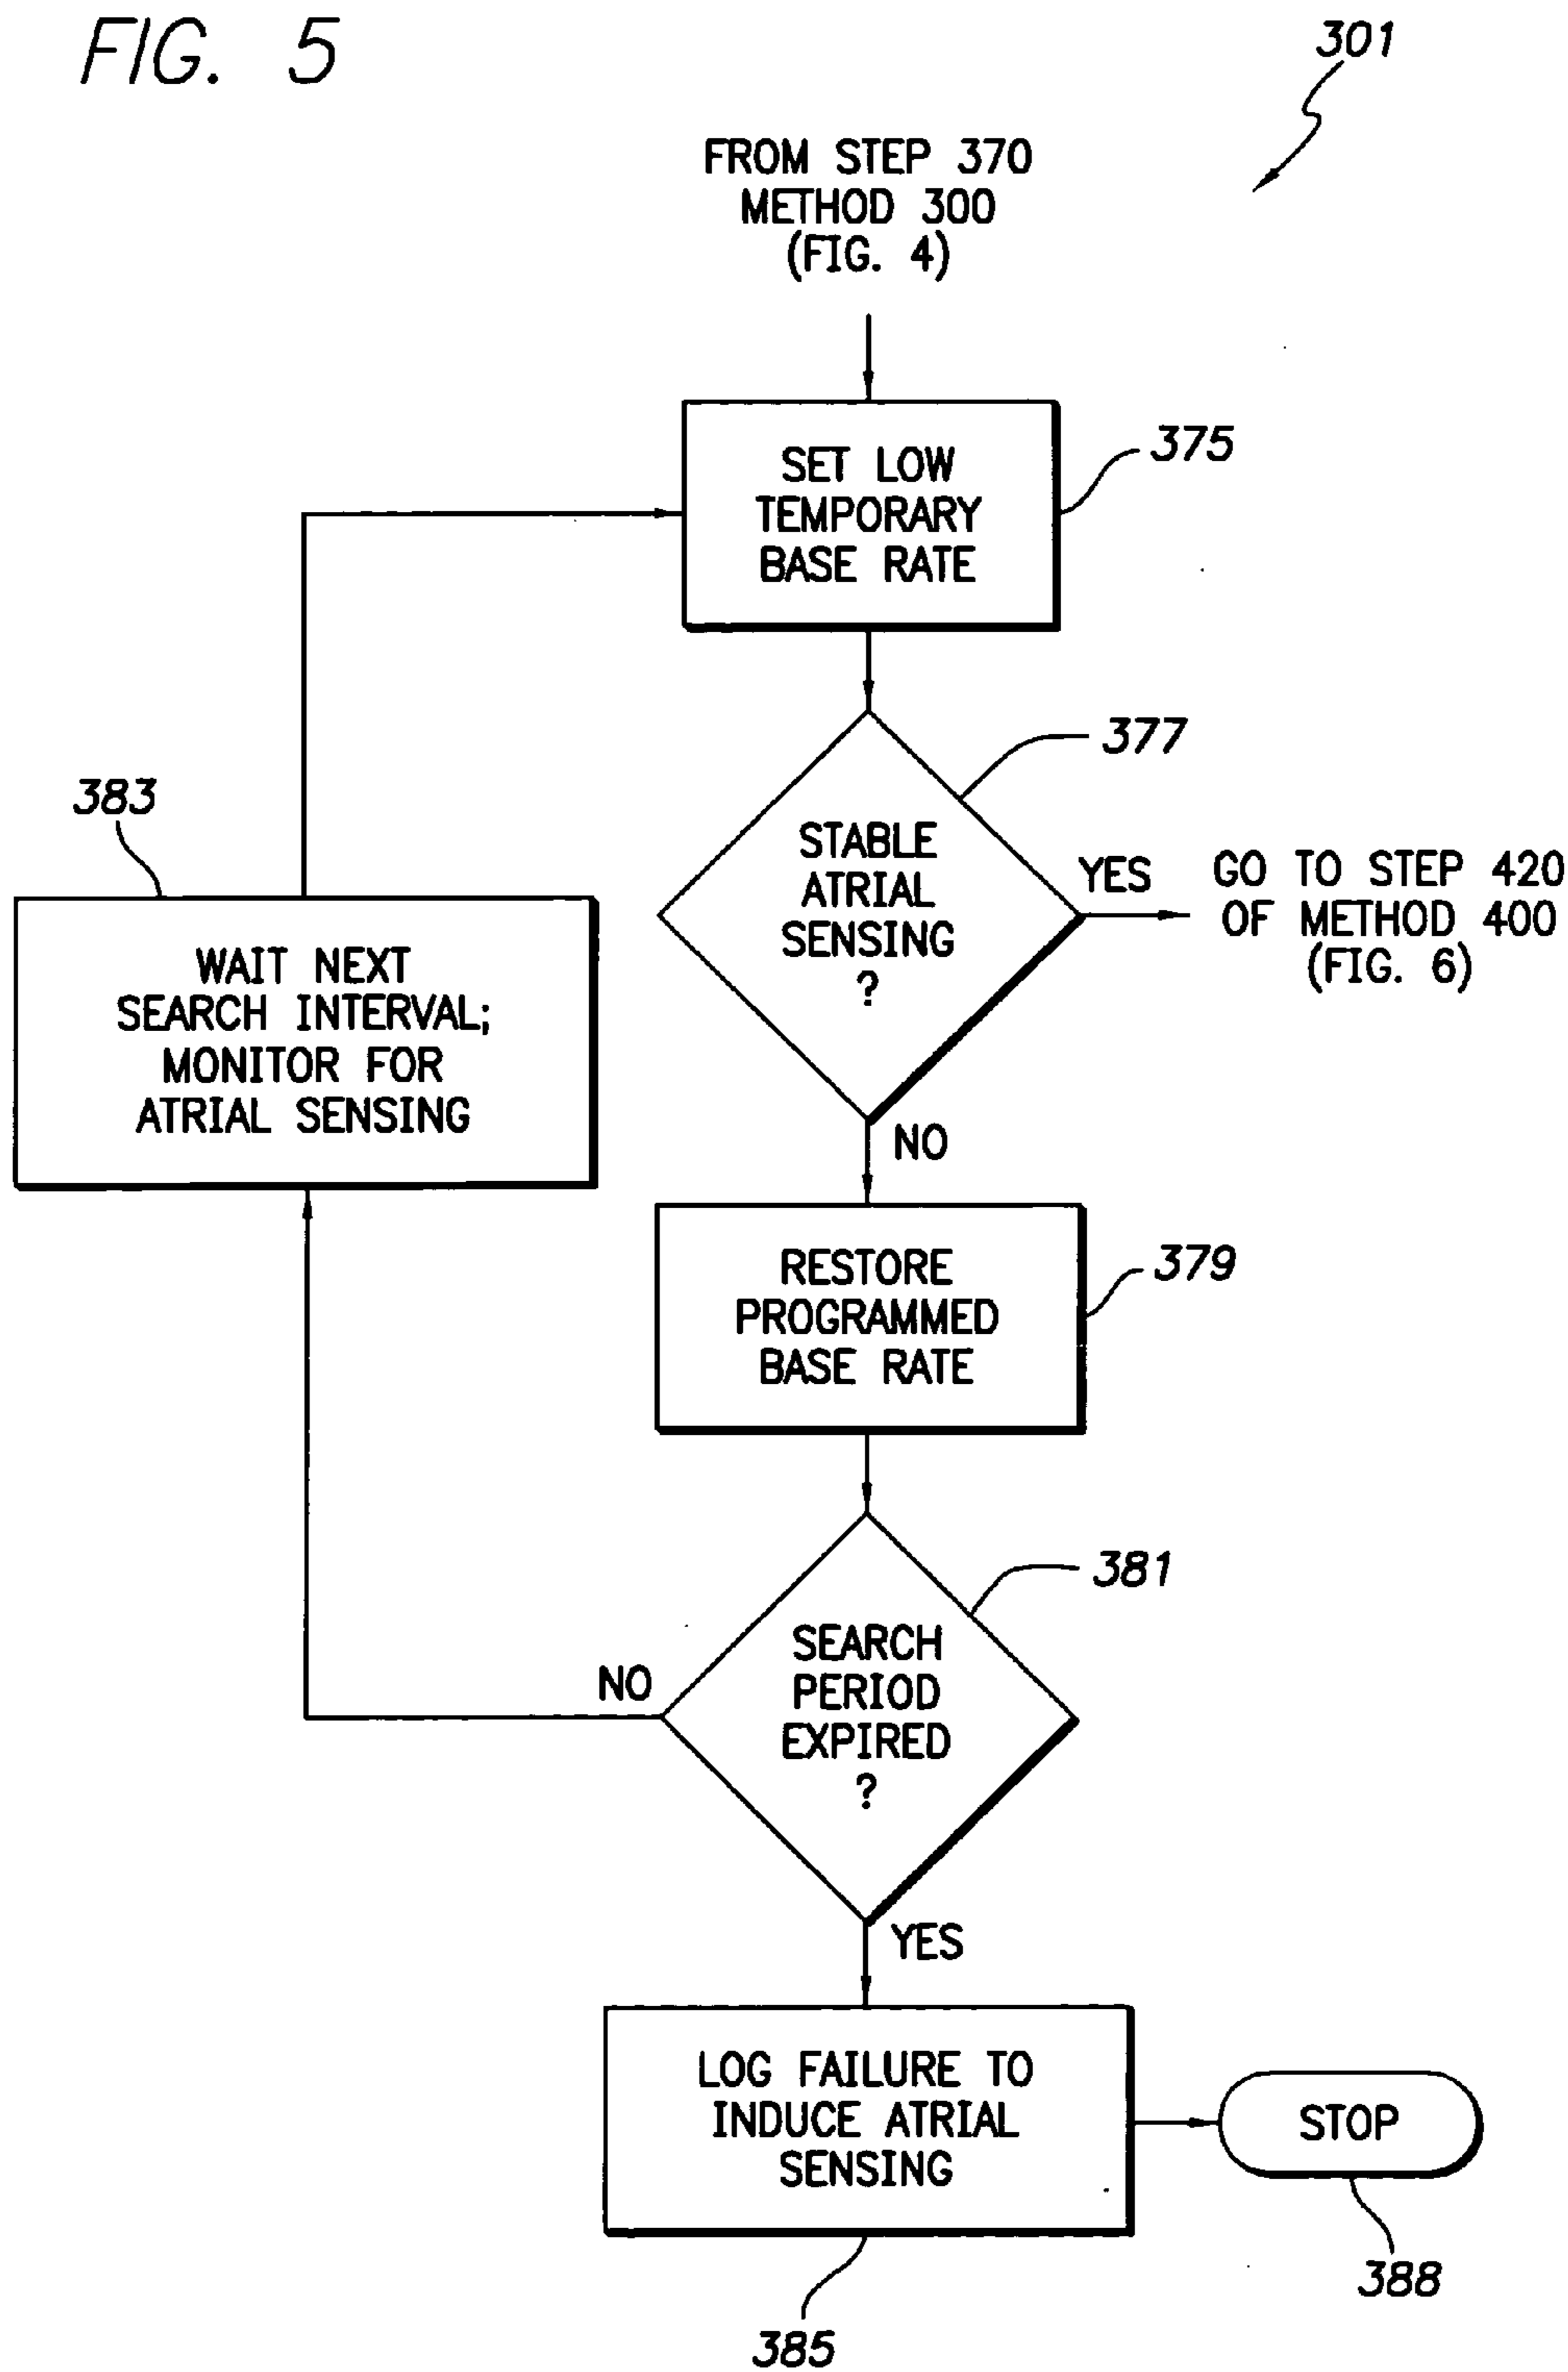 FIG. 5
301
FROM STEP 370
METHOD 300
(FIG. 4)
SET LOW
TEMPORARY
BASE RATE
375
377
STABLE
ATRIAL
SENSING
?
YES
GO TO STEP 420
OF METHOD 400
(FIG. 6)
383
WAIT NEXT
SEARCH INTERVAL;
MONITOR FOR
ATRIAL SENSING
NO
RESTORE
PROGRAMMED
BASE RATE
379
381
SEARCH
PERIOD
EXPIRED
?
NO
YES
LOG FAILURE TO
INDUCE ATRIAL
SENSING
STOP
388
385